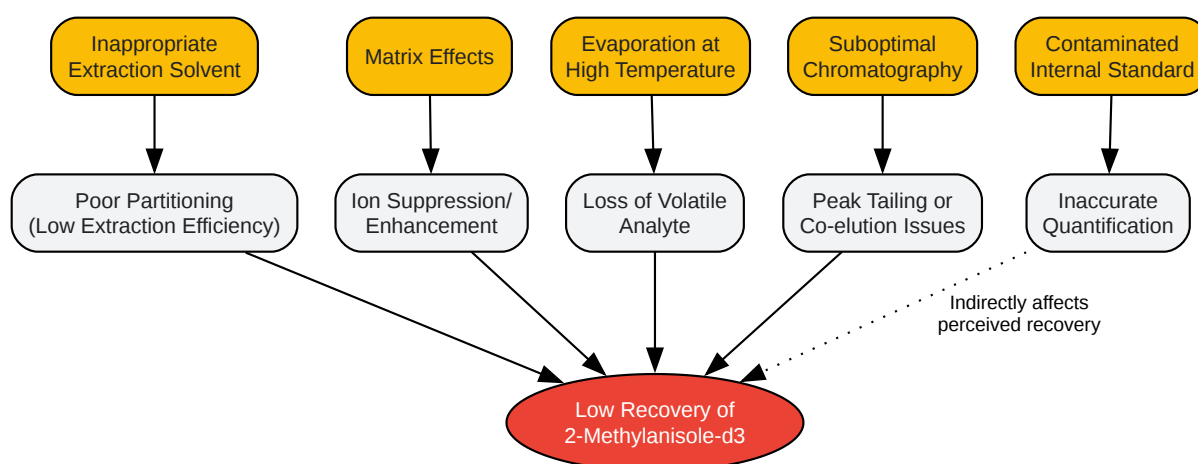 Inappropriate
Extraction Solvent
Matrix Effects
Evaporation at
High Temperature
Suboptimal
Chromatography
Contaminated
Internal Standard
Poor Partitioning
(Low Extraction Efficiency)
Ion Suppression/
Enhancement
Loss of Volatile
Analyte
Peak Tailing or
Co-elution Issues
Inaccurate
Quantification
Indirectly affects
perceived recovery
Low Recovery of
2-Methylanisole-d3